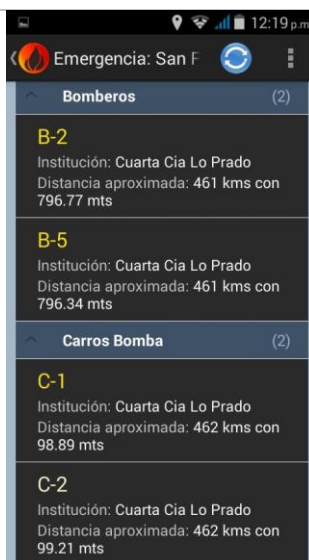 12:19 p.m
Emergencia: San F
Bomberos (2)
B-2
Institución: Cuarta Cia Lo Prado
Distancia aproximada: 461 kms con
796.77 mts
B-5
Institución: Cuarta Cia Lo Prado
Distancia aproximada: 461 kms con
796.34 mts
Carros Bomba (2)
C-1
Institución: Cuarta Cia Lo Prado
Distancia aproximada: 462 kms con
98.89 mts
C-2
Institución: Cuarta Cia Lo Prado
Distancia aproximada: 462 kms con
99.21 mts